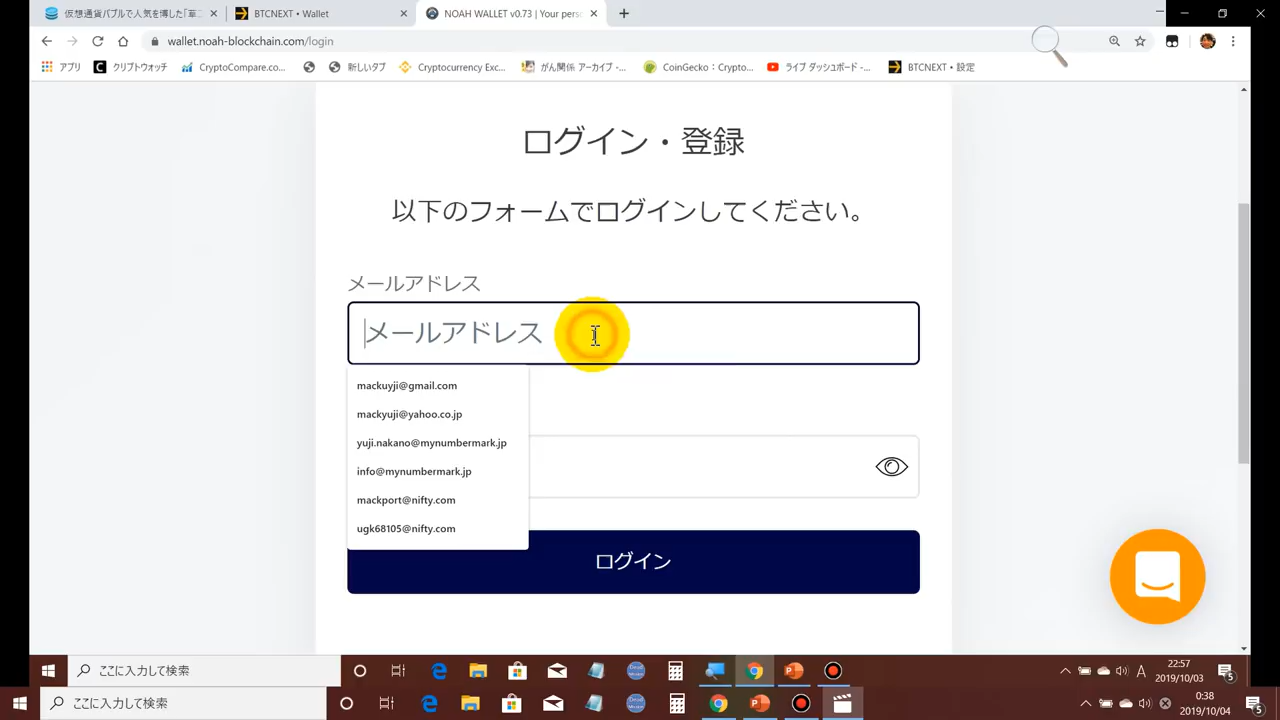 仮想通貨バブルで人気を博した「草コ
BTCNEXT • Wallet
NOAH WALLET v0.73 | Your perso
wallet.noah-blockchain.com/login
アプリ
クリプトウォッチ
CryptoCompare.co...
新しいタブ
Cryptocurrency Exc...
がん関係 アーカイブ -...
CoinGecko：Crypto...
ライブ ダッシュボード -...
BTCNEXT • 設定
ログイン・登録
以下のフォームでログインしてください。
メールアドレス
メールアドレス
mackuyji@gmail.com
mackyuji@yahoo.co.jp
yuji.nakano@mynumbermark.jp
info@mynumbermark.jp
mackport@nifty.com
ugk68105@nifty.com
ログイン
ここに入力して検索
A
22:57
2019/10/03
5
ここに入力して検索
0:38
2019/10/04
5